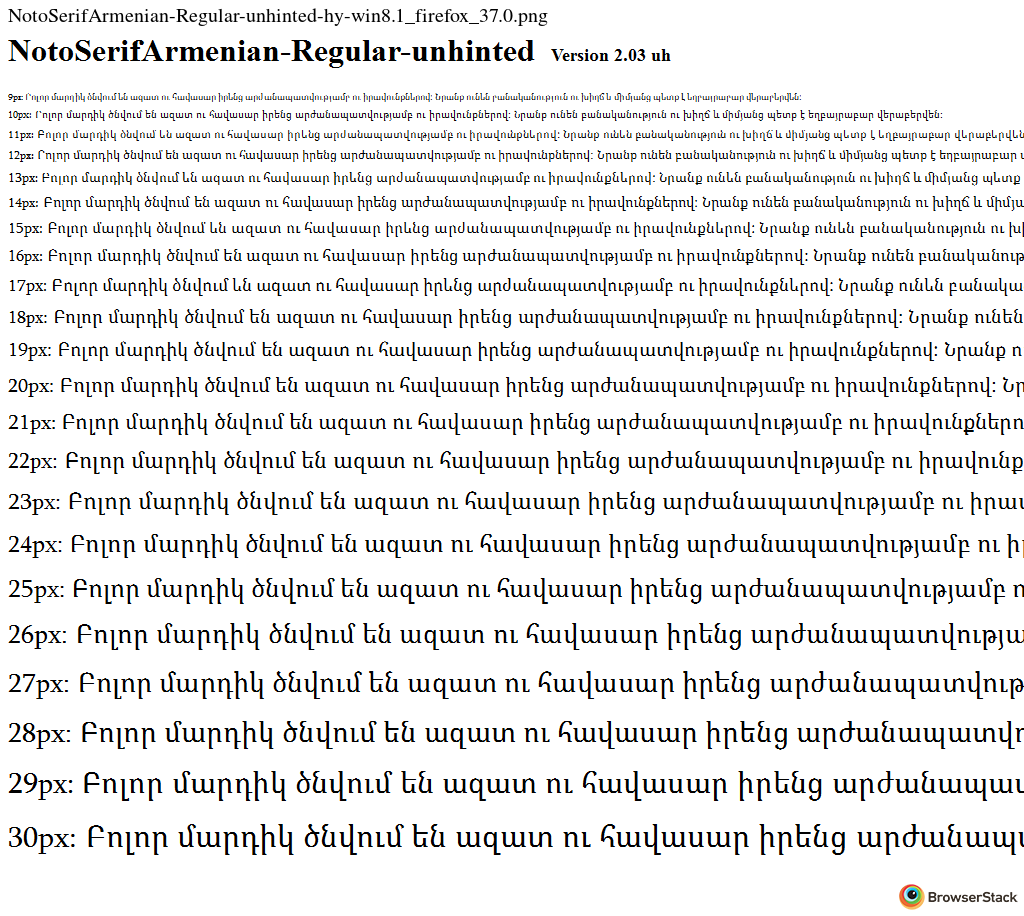 NotoSerifArmenian-Regular-unhinted-hy-win8.1_firefox_37.0.png
NotoSerifArmenian-Regular-unhinted Version 2.03 uh
9px: Բոլոր մարդիկ ծնվում են ազատ ու հավասար իրենց արժանապատվությամբ ու իրավունքներով: Նրանք ունեն բանականություն ու խիղճ և միմյանց պետք է եղբայրաբար վերաբերվեն:
10px: Բոլոր մարդիկ ծնվում են ազատ ու հավասար իրենց արժանապատվությամբ ու իրավունքներով: Նրանք ունեն բանականություն ու խիղճ և միմյանց պետք է եղբայրաբար վերաբերվեն:
11px: Բոլոր մարդիկ ծնվում են ազատ ու հավասար իրենց արժանապատվությամբ ու իրավունքներով: Նրանք ունեն բանականություն ու խիղճ և միմյանց պետք է եղբայրաբար վերաբերվեն
12px: Բոլոր մարդիկ ծնվում են ազատ ու հավասար իրենց արժանապատվությամբ ու իրավունքներով: Նրանք ունեն բանականություն ու խիղճ և միմյանց պետք է եղբայրաբար
13px: Բոլոր մարդիկ ծնվում են ազատ ու հավասար իրենց արժանապատվությամբ ու իրավունքներով: Նրանք ունեն բանականություն ու խիղճ և միմյանց պետք
14px: Բոլոր մարդիկ ծնվում են ազատ ու հավասար իրենց արժանապատվությամբ ու իրավունքներով: Նրանք ունեն բանականություն ու խիղճ և միմյա
15px: Բոլոր մարդիկ ծնվում են ազատ ու հավասար իրենց արժանապատվությամբ ու իրավունքներով: Նրանք ունեն բանականություն ու խի
16px: Բոլոր մարդիկ ծնվում են ազատ ու հավասար իրենց արժանապատվությամբ ու իրավունքներով: Նրանք ունեն բանականութ
17px: Բոլոր մարդիկ ծնվում են ազատ ու հավասար իրենց արժանապատվությամբ ու իրավունքներով: Նրանք ունեն բանակա
18px: Բոլոր մարդիկ ծնվում են ազատ ու հավասար իրենց արժանապատվությամբ ու իրավունքներով: Նրանք ունեն
19px: Բոլոր մարդիկ ծնվում են ազատ ու հավասար իրենց արժանապատվությամբ ու իրավունքներով: Նրանք ո
20px: Բոլոր մարդիկ ծնվում են ազատ ու հավասար իրենց արժանապատվությամբ ու իրավունքներով: Նր
21px: Բոլոր մարդիկ ծնվում են ազատ ու հավասար իրենց արժանապատվությամբ ու իրավունքներո
22px: Բոլոր մարդիկ ծնվում են ազատ ու հավասար իրենց արժանապատվությամբ ու իրավունք
23px: Բոլոր մարդիկ ծնվում են ազատ ու հավասար իրենց արժանապատվությամբ ու իրավ
24px: Բոլոր մարդիկ ծնվում են ազատ ու հավասար իրենց արժանապատվությամբ ու ի
25px: Բոլոր մարդիկ ծնվում են ազատ ու հավասար իրենց արժանապատվությամբ ո
26px: Բոլոր մարդիկ ծնվում են ազատ ու հավասար իրենց արժանապատվությա
27px: Բոլոր մարդիկ ծնվում են ազատ ու հավասար իրենց արժանապատվութ
28px: Բոլոր մարդիկ ծնվում են ազատ ու հավասար իրենց արժանապատվ
29px: Բոլոր մարդիկ ծնվում են ազատ ու հավասար իրենց արժանապա
30px: Բոլոր մարդիկ ծնվում են ազատ ու հավասար իրենց արժանապ
BrowserStack